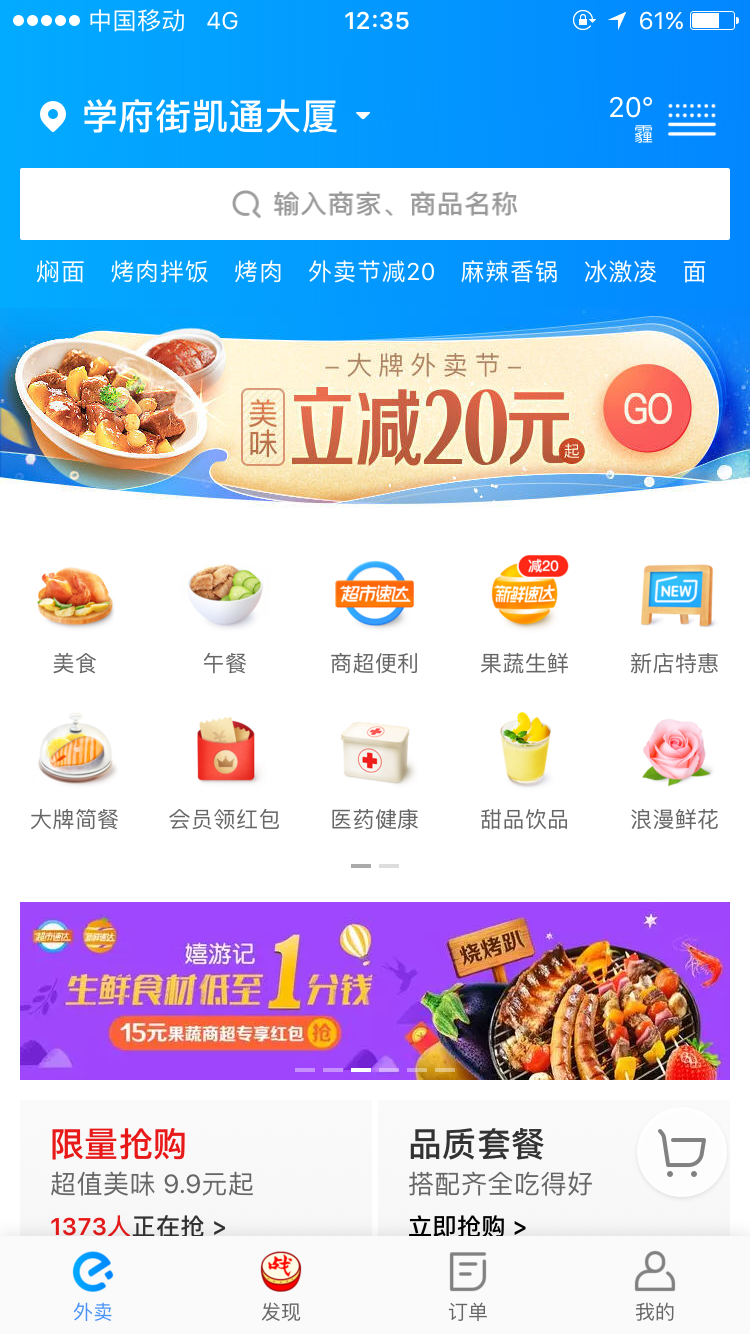 中国移动 4G 12:35 61%
学府街凯通大厦 20°
霾
输入商家、商品名称
焖面 烤肉拌饭 烤肉 外卖节减20 麻辣香锅 冰激凌 面
–大牌外卖节–
美味 立减20元起 GO
超市速达 新鲜速达 减20 NEW
美食 午餐 商超便利 果蔬生鲜 新店特惠
大牌简餐 会员领红包 医药健康 甜品饮品 浪漫鲜花
超市速达 新鲜速达
嬉游记 烧烤趴
生鲜食材低至1分钱
15元果蔬商超专享红包 抢
限量抢购 品质套餐
超值美味 9.9元起 搭配齐全吃得好
1373人正在抢 > 立即抢购 >
战
外卖 发现 订单 我的